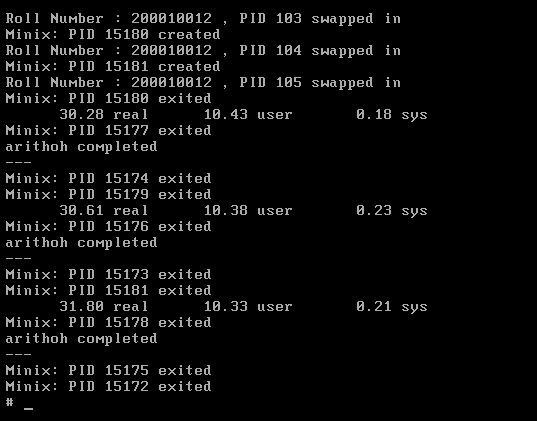 Roll Number : 200010012 , PID 103 swapped in
Minix: PID 15180 created
Roll Number : 200010012 , PID 104 swapped in
Minix: PID 15181 created
Roll Number : 200010012 , PID 105 swapped in
Minix: PID 15180 exited
30.28 real 10.43 user 0.18 sys
Minix: PID 15177 exited
arithoh completed
---
Minix: PID 15174 exited
Minix: PID 15179 exited
30.61 real 10.38 user 0.23 sys
Minix: PID 15176 exited
arithoh completed
---
Minix: PID 15173 exited
Minix: PID 15181 exited
31.80 real 10.33 user 0.21 sys
Minix: PID 15178 exited
arithoh completed
---
Minix: PID 15175 exited
Minix: PID 15172 exited
# _